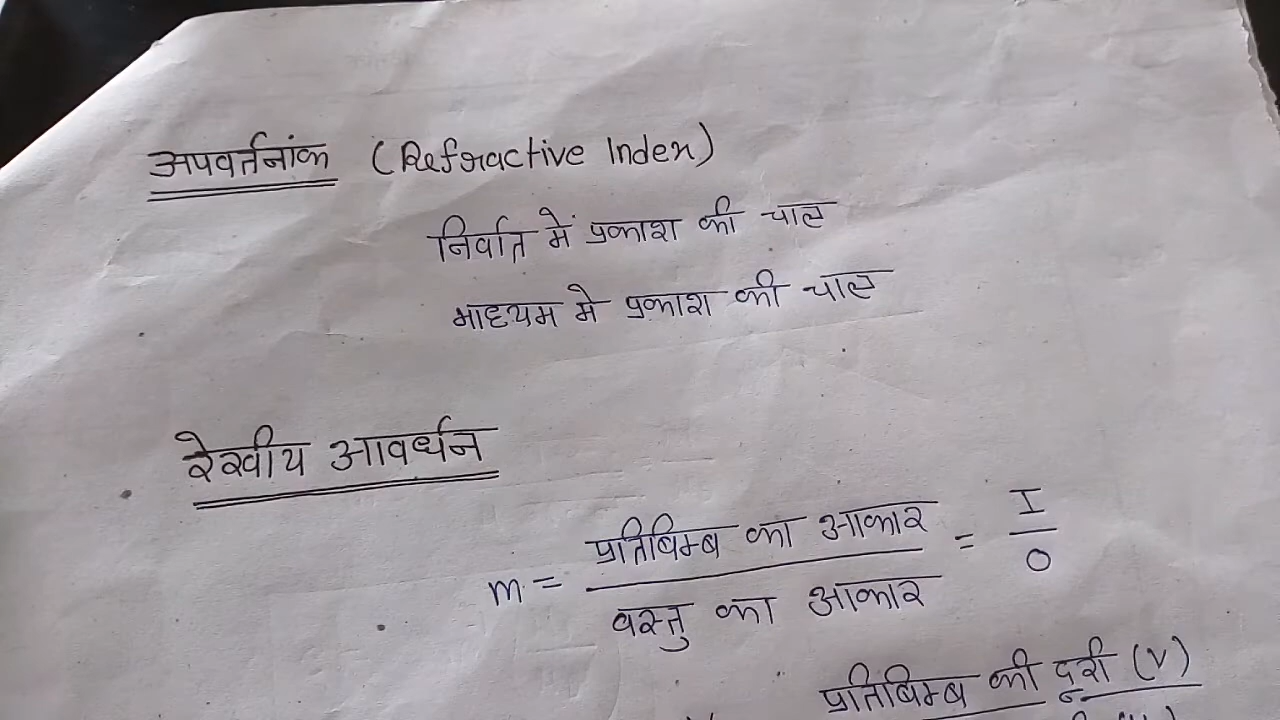 अपवर्तनांक (Refractive Index)
निर्वात में प्रकाश की चाल
माध्यम मे प्रकाश की चाल
रेखीय आवर्धन
m = प्रतिबिम्ब का आकार = I
वस्तु का आकार O
प्रतिबिम्ब की दूरी (v)